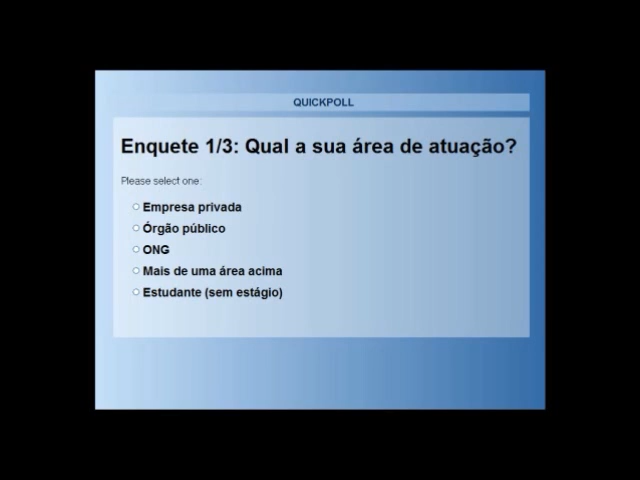 QUICKPOLL
Enquete 1/3: Qual a sua área de atuação?
Please select one:
Empresa privada
Órgão público
ONG
Mais de uma área acima
Estudante (sem estágio)